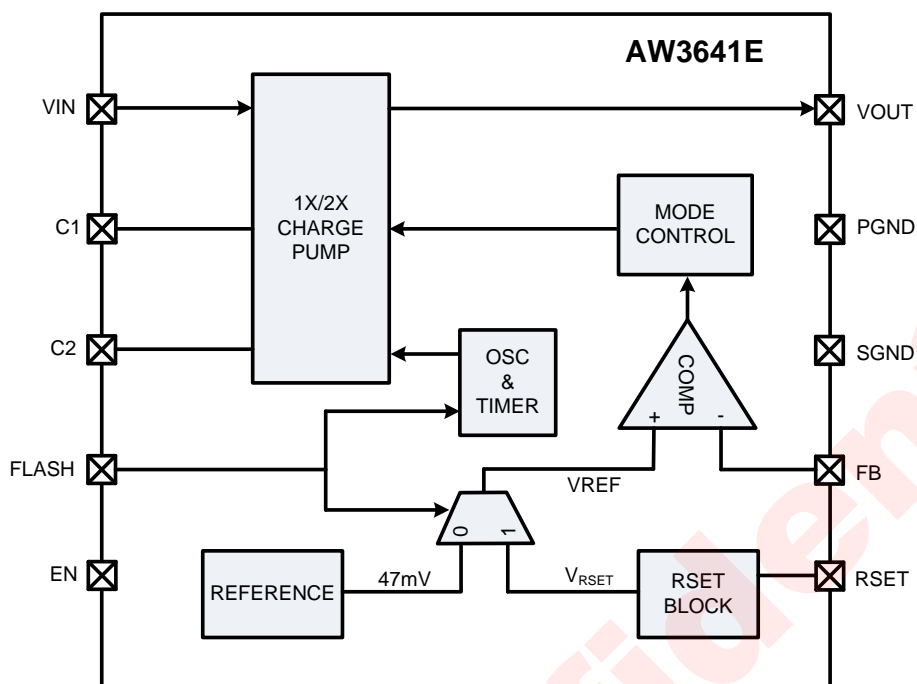 AW3641E
VIN
VOUT
1X/2X
CHARGE
PUMP
MODE
CONTROL
C1
PGND
C2
SGND
OSC
&
TIMER
COMP
+
-
FLASH
FB
VREF
0
1
EN
REFERENCE
47mV
VRSET
RSET
BLOCK
RSET
fiden